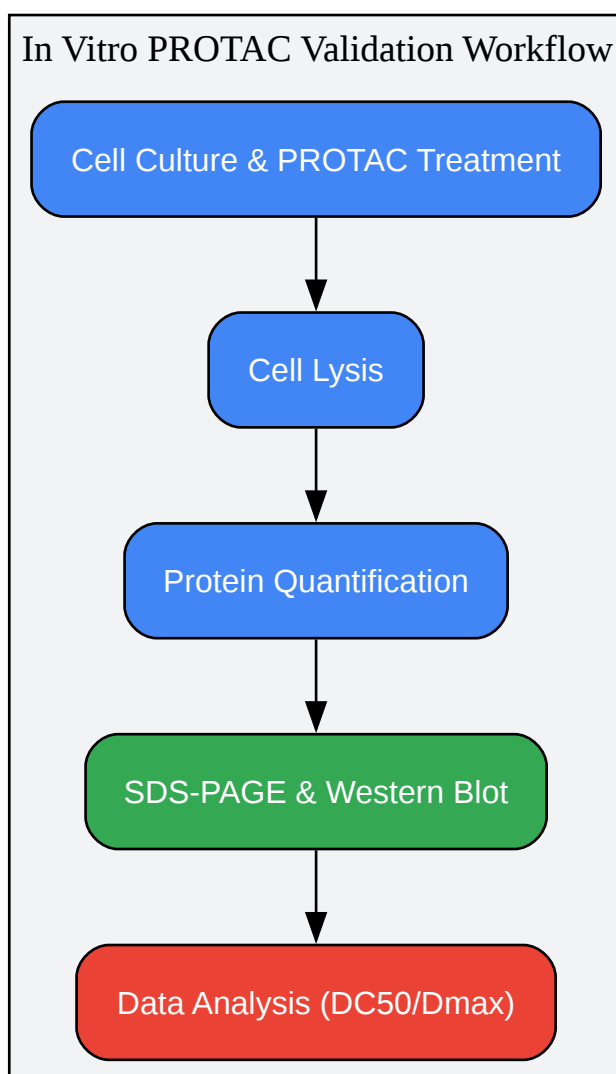 In Vitro PROTAC Validation Workflow
Cell Culture & PROTAC Treatment
Cell Lysis
Protein Quantification
SDS-PAGE & Western Blot
Data Analysis (DC50/Dmax)